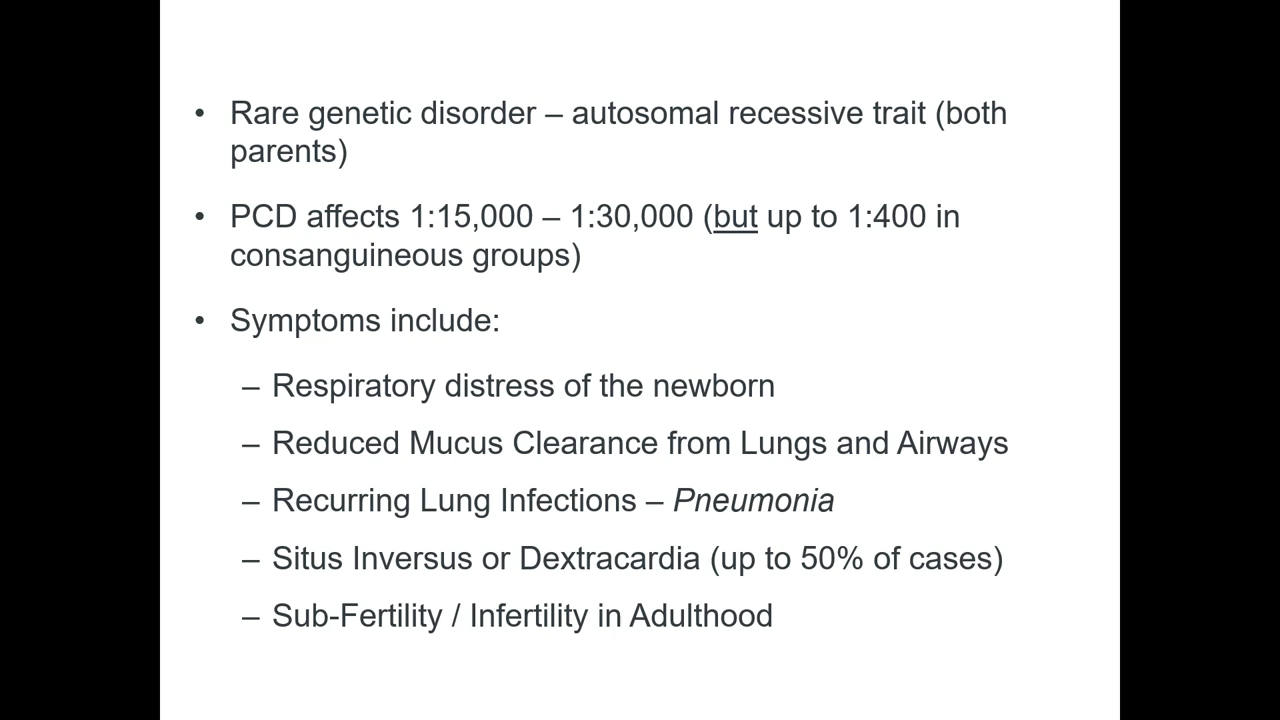 • Rare genetic disorder – autosomal recessive trait (both
parents)
• PCD affects 1:15,000 – 1:30,000 (but up to 1:400 in
consanguineous groups)
• Symptoms include:
– Respiratory distress of the newborn
– Reduced Mucus Clearance from Lungs and Airways
– Recurring Lung Infections – Pneumonia
– Situs Inversus or Dextracardia (up to 50% of cases)
– Sub-Fertility / Infertility in Adulthood